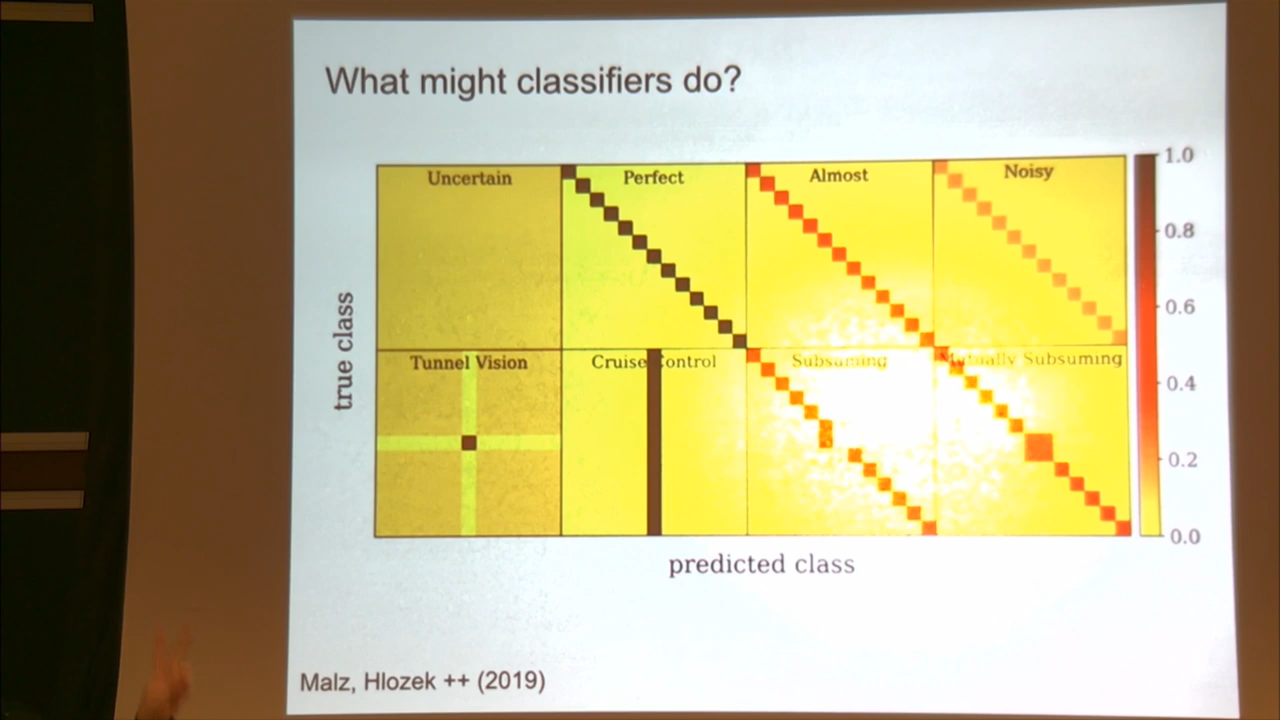 What might classifiers do?
Uncertain
Perfect
Almost
Noisy
Tunnel Vision
Cruise Control
Subsuming
Mutually Subsuming
true class
predicted class
1.0
0.8
0.6
0.4
0.2
0.0
Malz, Hlozek ++ (2019)